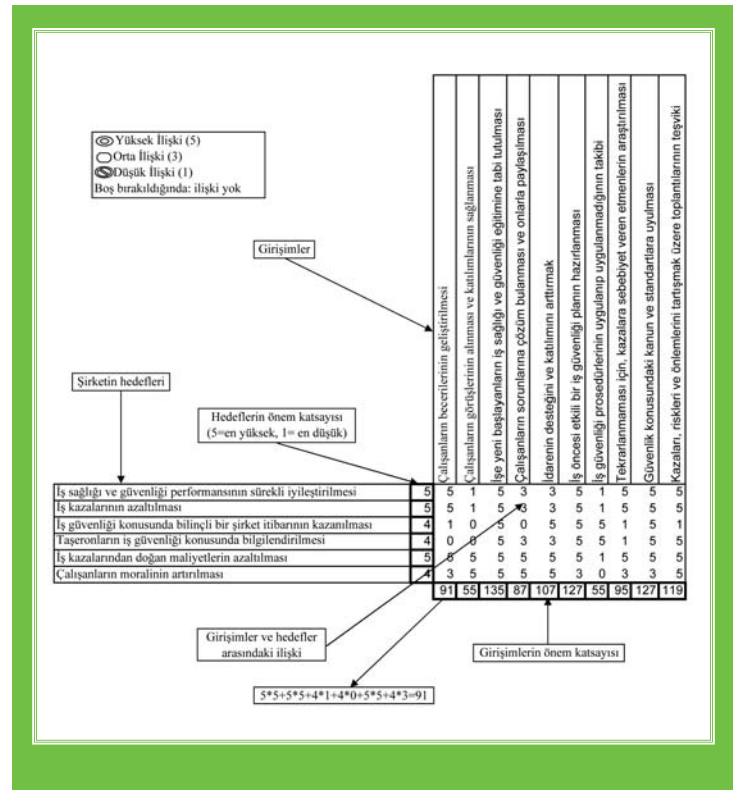 Yüksek İlişki (5)
Orta İlişki (3)
Düşük İlişki (1)
Boş bırakıldığında: ilişki yok
Girişimler
Çalışanların becertilerinin geliştirilmesi
Çalışanların görüşlerinin alınması ve katılımlarının sağlanması
İşe yeni başlayanların iş sağlığı ve güvenliği eğitimine tabi tutulması
Çalışanların sorunlarına çözüm bulanması ve onlarla paylaşılması
İdarenin desteğini ve katılımını arttırmak
İş öncesi etkili bir iş güvenliği planın hazırlanması
İş güvenliği prosedürlerinin uygulanıp uygulanmadığının takibi
Tekrarlanmaması için, kazalara sebebiyet veren etmenlerin araştırılması
Güvenlik konusundaki kanun ve standartlara uyulması
Kazaları, riskleri ve önlemlerini tartışmak üzere toplantılarının teşviki
Şirketin hedefleri
Hedeflerin önem katsayısı
(5=en yüksek, 1= en düşük)
İş sağlığı ve güvenliği performansının sürekli iyileştirilmesi 5 5 1 5 3 3 5 1 5 5 5
İş kazalarının azaltılması 5 5 1 5 3 3 5 1 5 5 5
İş güvenliği konusunda bilinçli bir şirket itibarının kazanılması 4 1 0 5 0 5 5 5 1 5 1
Taşeronların iş güvenliği konusunda bilgilendirilmesi 4 0 0 5 3 3 5 5 1 5 5
İş kazalarından doğan maliyetlerin azaltılması 5 5 5 5 5 5 1 5 5 5
Çalışanların moralinin artırılması 4 3 5 5 5 5 3 0 3 3 5
91 55 135 87 107 127 55 95 127 119
Girişimler ve hedefler
arasındaki ilişki
Girişimlerin önem katsayısı
5*5+5*5+4*1+4*0+5*5+4*3=91